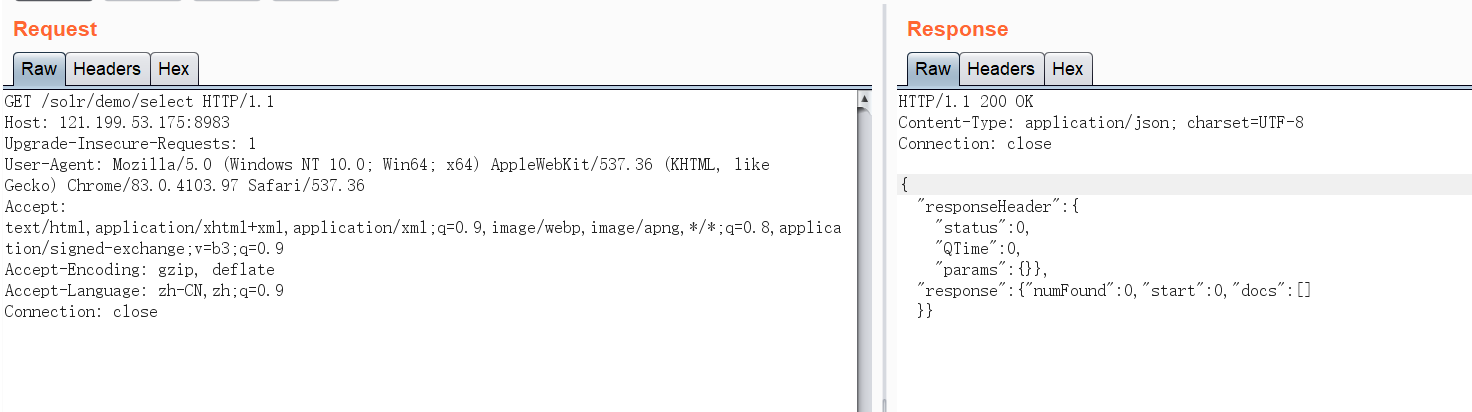 Request
Raw Headers Hex
GET /solr/demo/select HTTP/1.1
Host: 121.199.53.175:8983
Upgrade-Insecure-Requests: 1
User-Agent: Mozilla/5.0 (Windows NT 10.0; Win64; x64) AppleWebKit/537.36 (KHTML, like
Gecko) Chrome/83.0.4103.97 Safari/537.36
Accept:
text/html,application/xhtml+xml,application/xml;q=0.9,image/webp,image/apng,*/*;q=0.8,applica
tion/signed-exchange;v=b3;q=0.9
Accept-Encoding: gzip, deflate
Accept-Language: zh-CN,zh;q=0.9
Connection: close
Response
Raw Headers Hex
HTTP/1.1 200 OK
Content-Type: application/json; charset=UTF-8
Connection: close
{
"responseHeader":{
"status":0,
"QTime":0,
"params":{}},
"response":{"numFound":0,"start":0,"docs":[]
}}